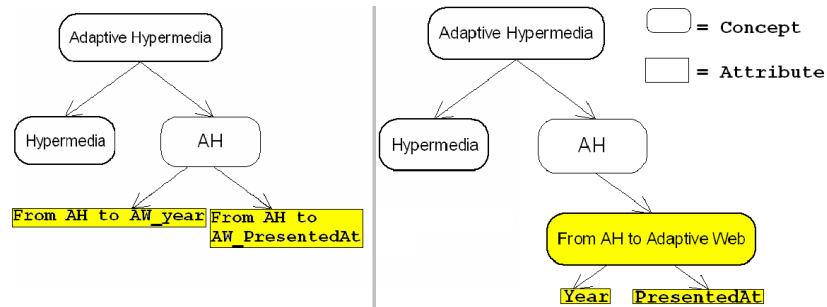 Adaptive Hypermedia
Hypermedia
AH
From AH to AW_year
From AH to
AW_PresentedAt
Adaptive Hypermedia
Hypermedia
AH
From AH to Adaptive Web
Year
PresentedAt
= Concept
= Attribute